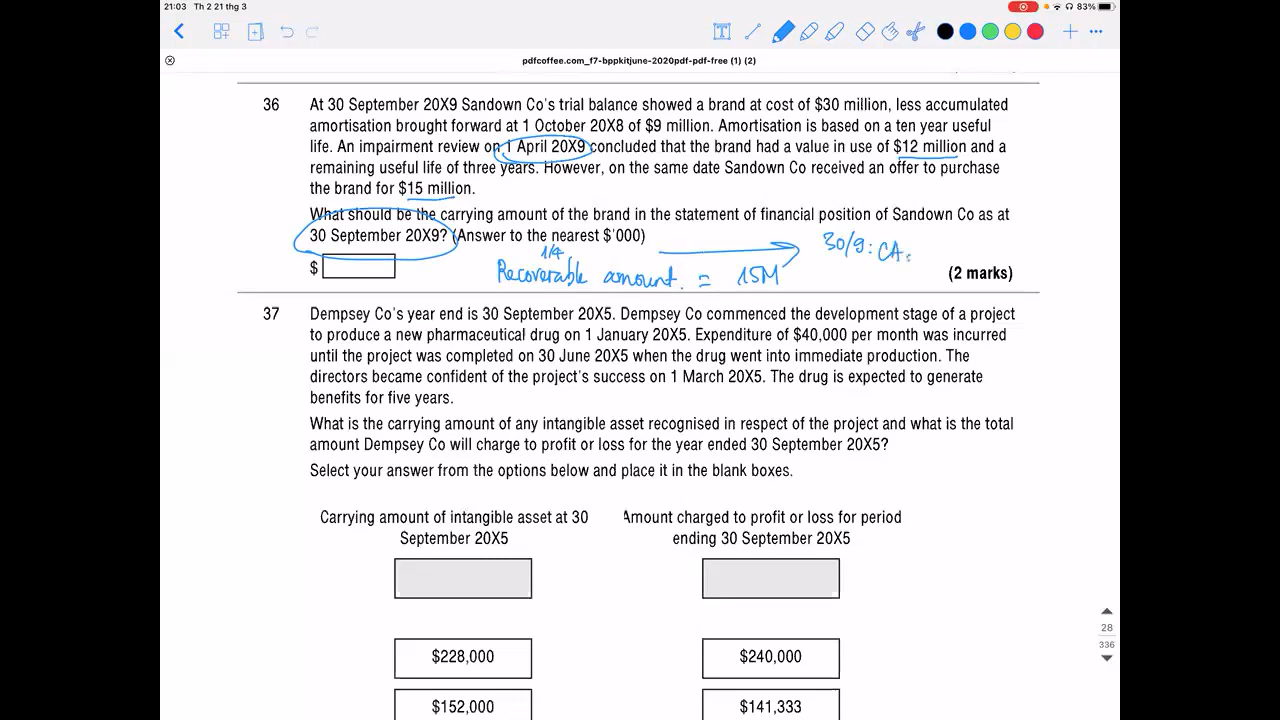 21:03 Th 2 21 thg 3 83%
pdfcoffee.com_f7-bppkitjune-2020pdf-pdf-free (1) (2)
36 At 30 September 20X9 Sandown Co's trial balance showed a brand at cost of $30 million, less accumulated
amortisation brought forward at 1 October 20X8 of $9 million. Amortisation is based on a ten year useful
life. An impairment review on 1 April 20X9 concluded that the brand had a value in use of $12 million and a
remaining useful life of three years. However, on the same date Sandown Co received an offer to purchase
the brand for $15 million.
What should be the carrying amount of the brand in the statement of financial position of Sandown Co as at
30 September 20X9? (Answer to the nearest $'000)
30/9: CA:
1/4
$
Recoverable amount. = 15M
(2 marks)
37 Dempsey Co's year end is 30 September 20X5. Dempsey Co commenced the development stage of a project
to produce a new pharmaceutical drug on 1 January 20X5. Expenditure of $40,000 per month was incurred
until the project was completed on 30 June 20X5 when the drug went into immediate production. The
directors became confident of the project's success on 1 March 20X5. The drug is expected to generate
benefits for five years.
What is the carrying amount of any intangible asset recognised in respect of the project and what is the total
amount Dempsey Co will charge to profit or loss for the year ended 30 September 20X5?
Select your answer from the options below and place it in the blank boxes.
Carrying amount of intangible asset at 30
September 20X5
Amount charged to profit or loss for period
ending 30 September 20X5
$228,000
$240,000
$152,000
$141,333
28
336